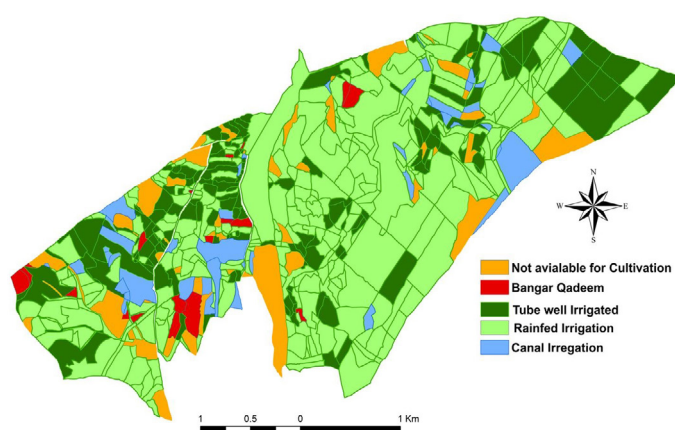 N
W E
S
Not avialable for Cultivation
Bangar Qadeem
Tube well Irrigated
Rainfed Irrigation
Canal Irregation
1 0.5 0 1 Km